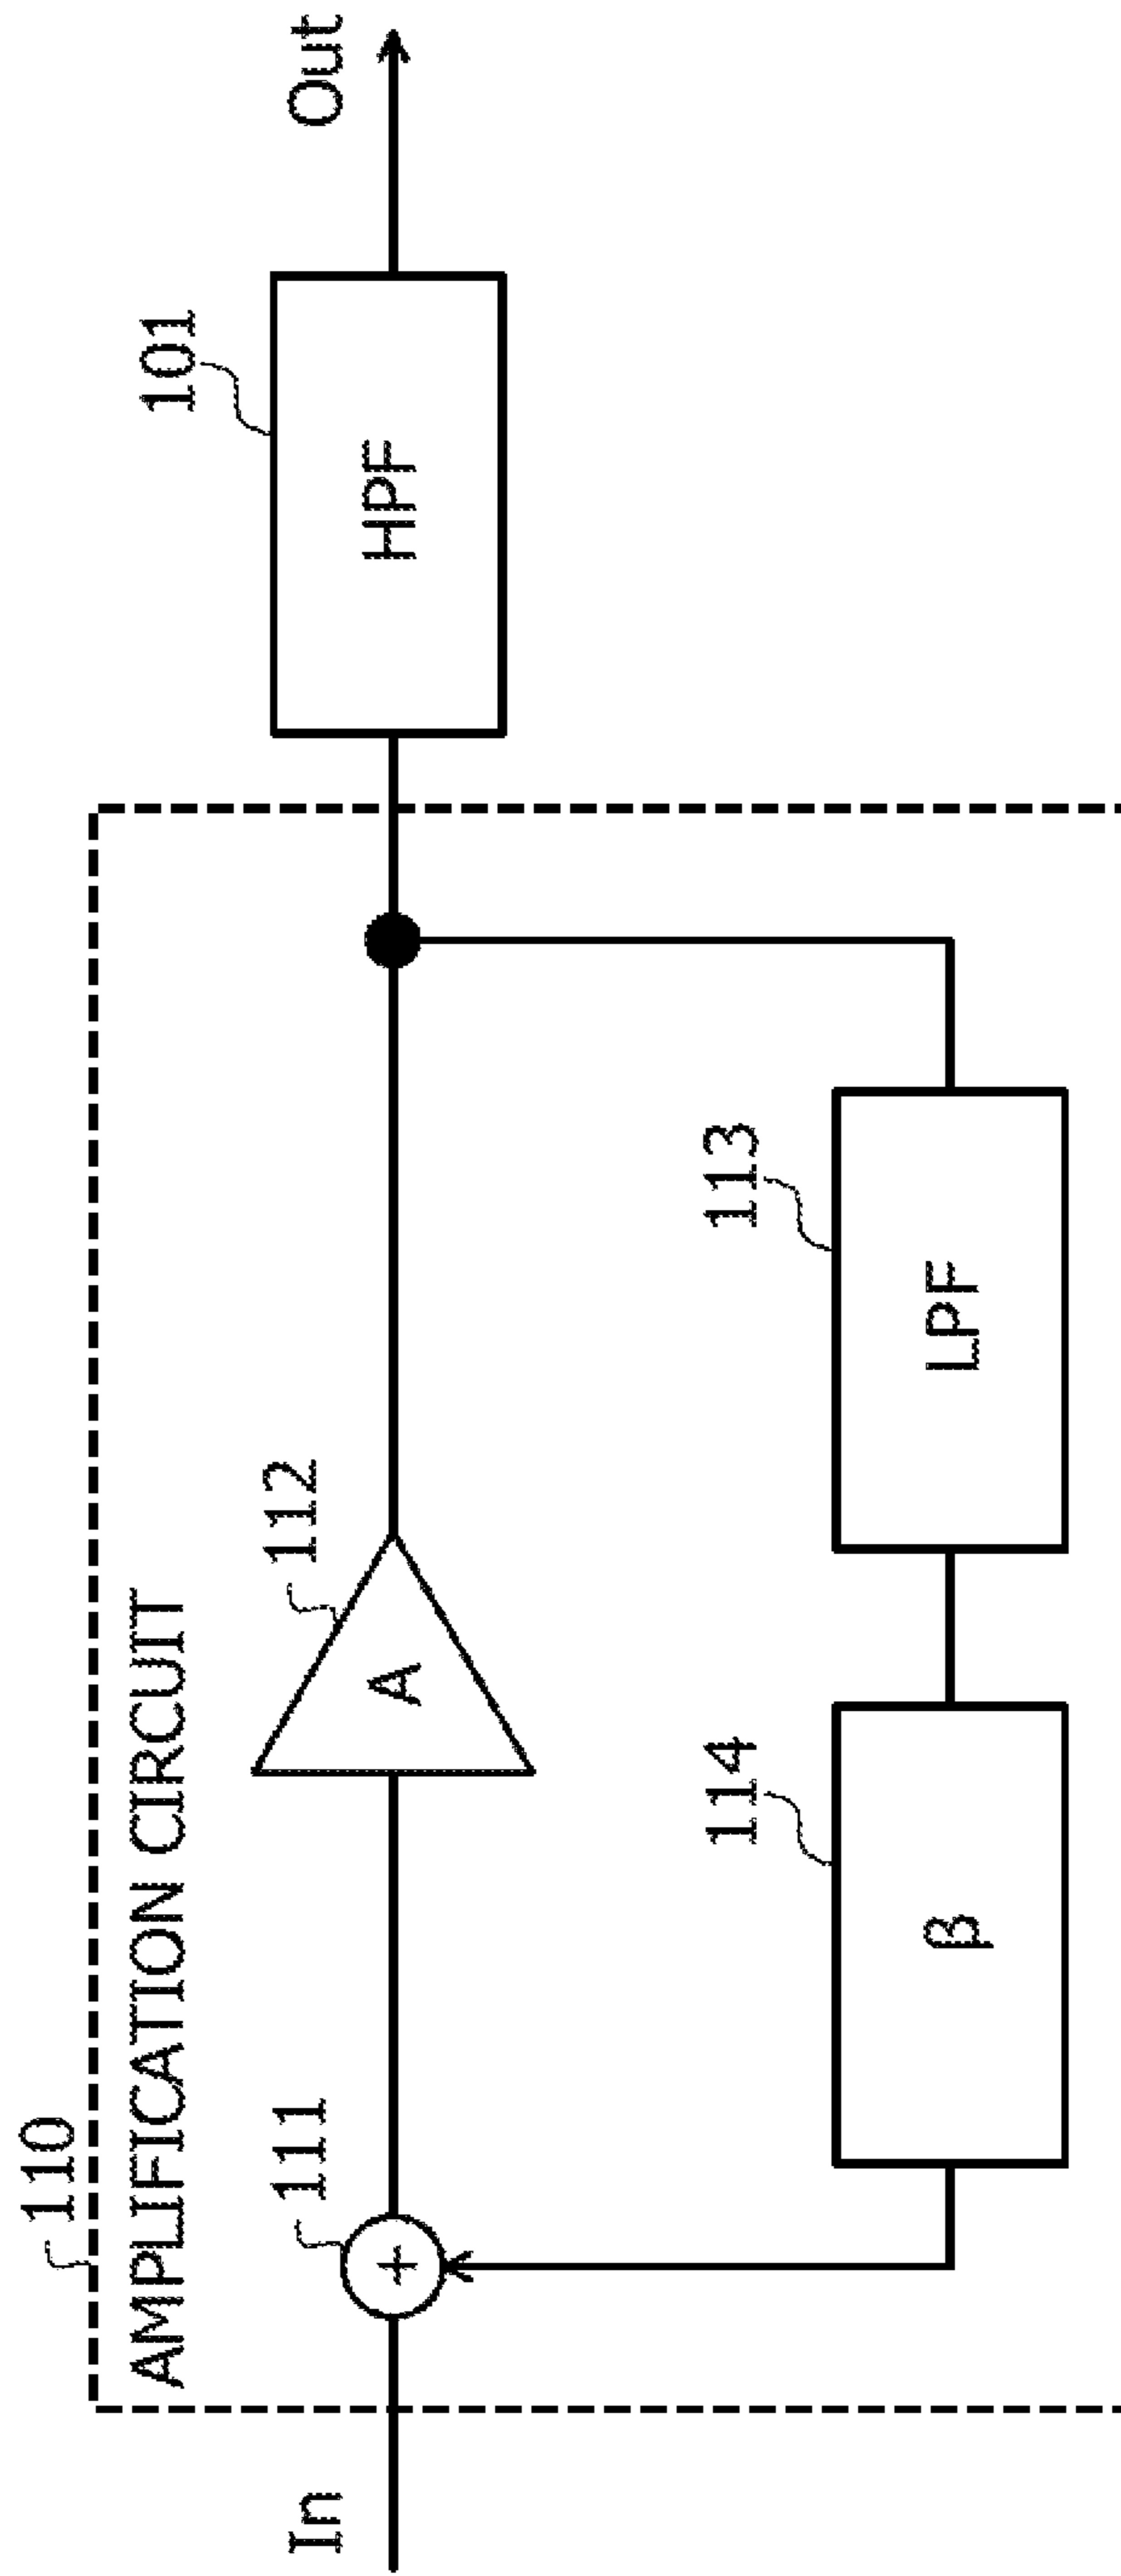 110
AMPLIFICATION CIRCUIT
In
111
+
112
A
101
HPF
Out
114
β
113
LPF